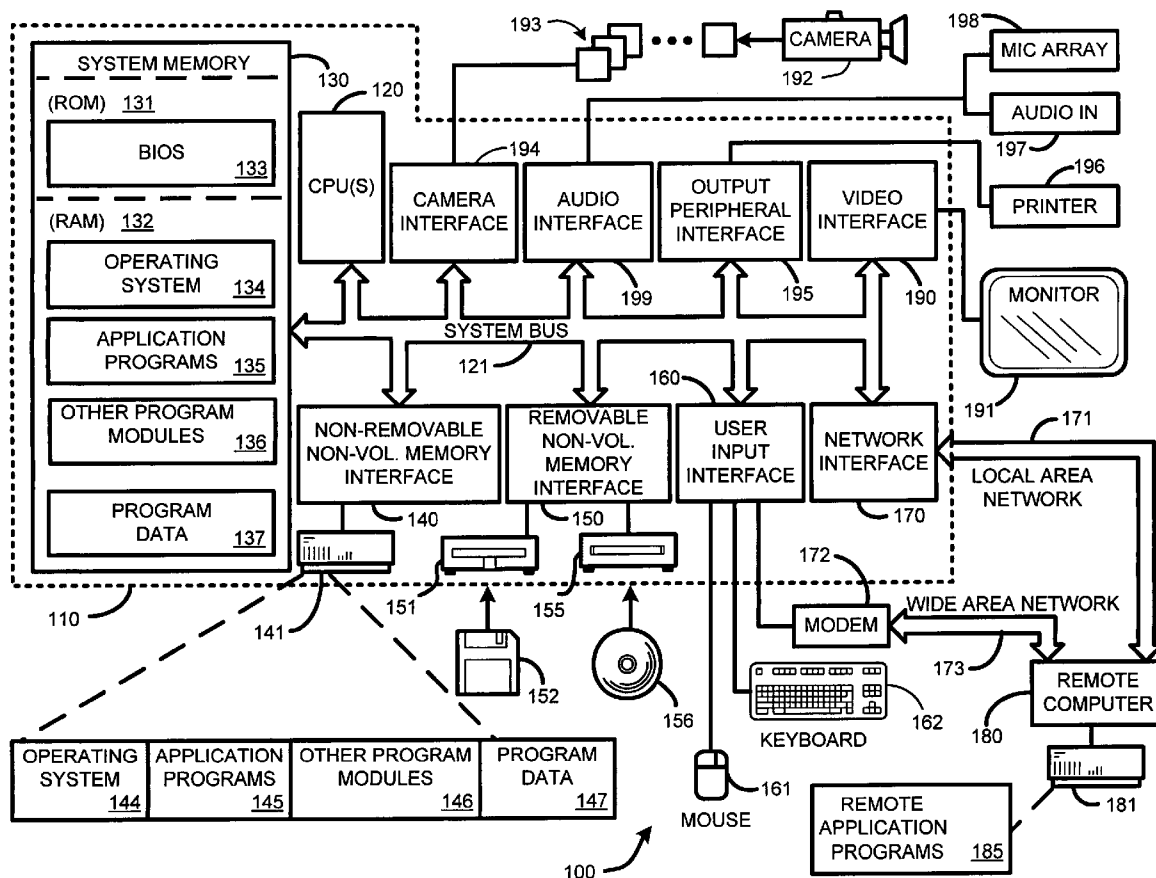 193
CAMERA
192
198
MIC ARRAY
AUDIO IN
197
196
PRINTER
SYSTEM MEMORY
130
(ROM) 131
BIOS
133
(RAM) 132
OPERATING
SYSTEM
134
APPLICATION
PROGRAMS
135
OTHER PROGRAM
MODULES
136
PROGRAM
DATA
137
120
CPU(S)
194
CAMERA
INTERFACE
AUDIO
INTERFACE
199
OUTPUT
PERIPHERAL
INTERFACE
195
VIDEO
INTERFACE
190
MONITOR
191
SYSTEM BUS
121
NON-REMOVABLE
NON-VOL. MEMORY
INTERFACE
140
REMOVABLE
NON-VOL.
MEMORY
INTERFACE
150
160
USER
INPUT
INTERFACE
NETWORK
INTERFACE
170
171
LOCAL AREA
NETWORK
110
141
151
155
152
156
172
MODEM
WIDE AREA NETWORK
173
162
KEYBOARD
161
MOUSE
REMOTE
COMPUTER
180
181
OPERATING
SYSTEM
144
APPLICATION
PROGRAMS
145
OTHER PROGRAM
MODULES
146
PROGRAM
DATA
147
REMOTE
APPLICATION
PROGRAMS
185
100